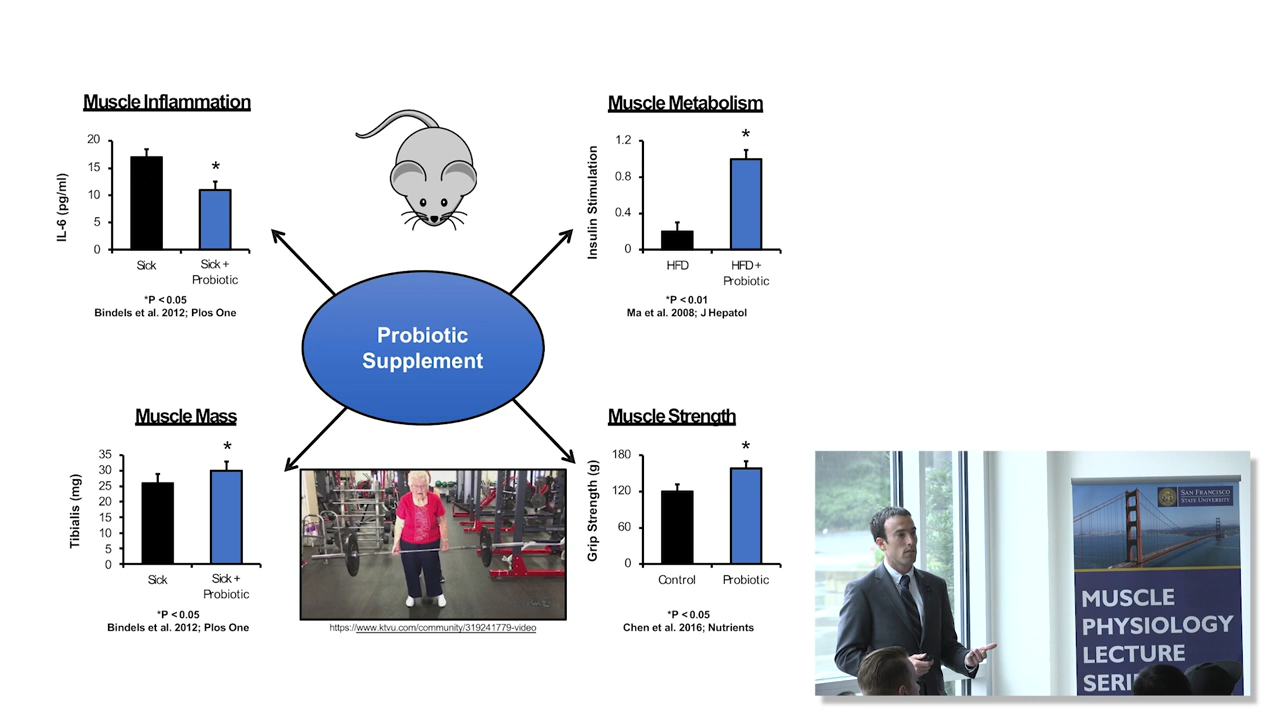 Muscle Inflammation
IL-6 (pg/ml)
20
15
10
5
0
*
Sick
Sick +
Probiotic
*P < 0.05
Bindels et al. 2012; Plos One
Muscle Metabolism
Insulin Stimulation
1.2
0.8
0.4
0
*
HFD
HFD +
Probiotic
*P < 0.01
Ma et al. 2008; J Hepatol
Probiotic
Supplement
Muscle Mass
Tibialis (mg)
35
30
25
20
15
10
5
0
*
Sick
Sick +
Probiotic
*P < 0.05
Bindels et al. 2012; Plos One
https://www.ktvu.com/community/319241779-video
Muscle Strength
Grip Strength (g)
180
120
60
0
*
Control
Probiotic
*P < 0.05
Chen et al. 2016; Nutrients
SAN FRANCISCO
STATE UNIVERSITY
MUSCLE
PHYSIOLOGY
LECTURE
SERI